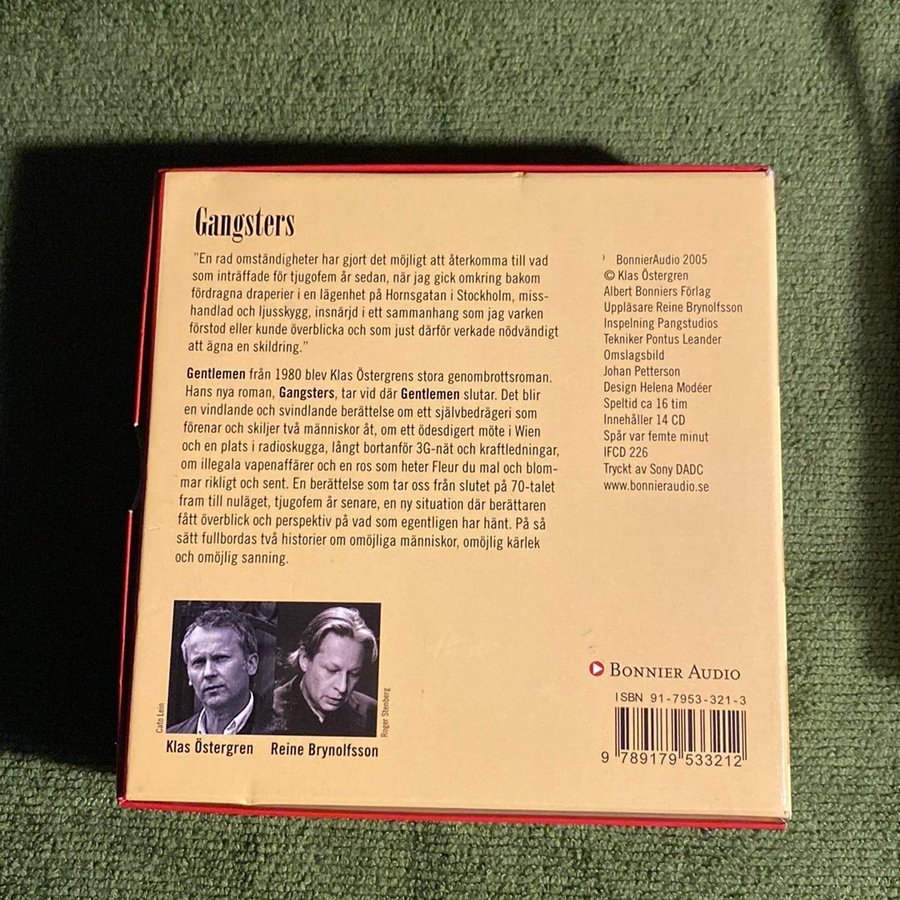 Gangsters
"En rad omständigheter har gjort det möjligt att återkomma till vad
som inträffade för tjugofem år sedan, när jag gick omkring bakom
fördragna draperier i en lägenhet på Hornsgatan i Stockholm, miss-
handlad och ljusskygg, insnärjd i ett sammanhang som jag varken
förstod eller kunde överblicka och som just därför verkade nödvändigt
att ägna en skildring."
Gentlemen från 1980 blev Klas Östergrens stora genombrottsroman.
Hans nya roman, Gangsters, tar vid där Gentlemen slutar. Det blir
en vindlande och svindlande berättelse om ett självbedrägeri som
förenar och skiljer två människor åt, om ett ödesdigert möte i Wien
och en plats i radioskugga, långt bortanför 3G-nät och kraftledningar,
om illegala vapenaffärer och en ros som heter Fleur du mal och blom-
mar rikligt och sent. En berättelse som tar oss från slutet på 70-talet
fram till nuläget, tjugofem år senare, en ny situation där berättaren
fått överblick och perspektiv på vad som egentligen har hänt. På så
sätt fullbordas två historier om omöjliga människor, omöjlig kärlek
och omöjlig sanning.
Cato Lein
Roger Stenberg
Klas Östergren Reine Brynolfsson
BonnierAudio 2005
© Klas Östergren
Albert Bonniers Förlag
Uppläsare Reine Brynolfsson
Inspelning Pangstudios
Tekniker Pontus Leander
Omslagsbild
Johan Petterson
Design Helena Modéer
Speltid ca 16 tim
Innehåller 14 CD
Spår var femte minut
IFCD 226
Tryckt av Sony DADC
www.bonnieraudio.se
BONNIER AUDIO
ISBN 91-7953-321-3
9 789179 533212